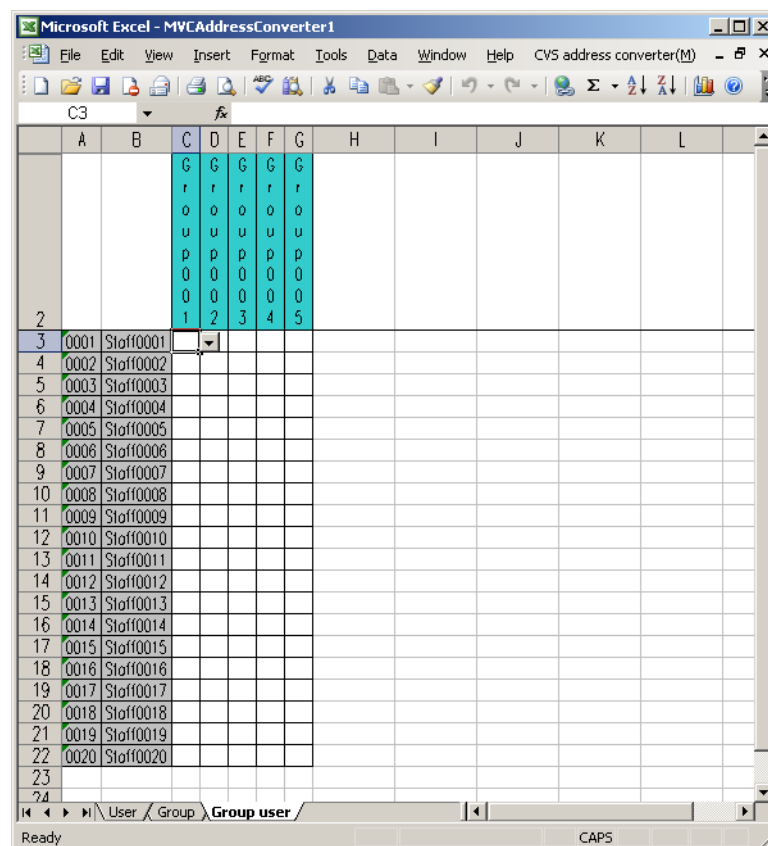 Microsoft Excel - MVCAddressConverter1
File Edit View Insert Format Tools Data Window Help CVS address converter(M)
C3 fx
A B C D E F G H I J K L
2 Group001 Group002 Group003 Group004 Group005
3 0001 Staff0001
4 0002 Staff0002
5 0003 Staff0003
6 0004 Staff0004
7 0005 Staff0005
8 0006 Staff0006
9 0007 Staff0007
10 0008 Staff0008
11 0009 Staff0009
12 0010 Staff0010
13 0011 Staff0011
14 0012 Staff0012
15 0013 Staff0013
16 0014 Staff0014
17 0015 Staff0015
18 0016 Staff0016
19 0017 Staff0017
20 0018 Staff0018
21 0019 Staff0019
22 0020 Staff0020
23
24
User Group Group user
Ready CAPS